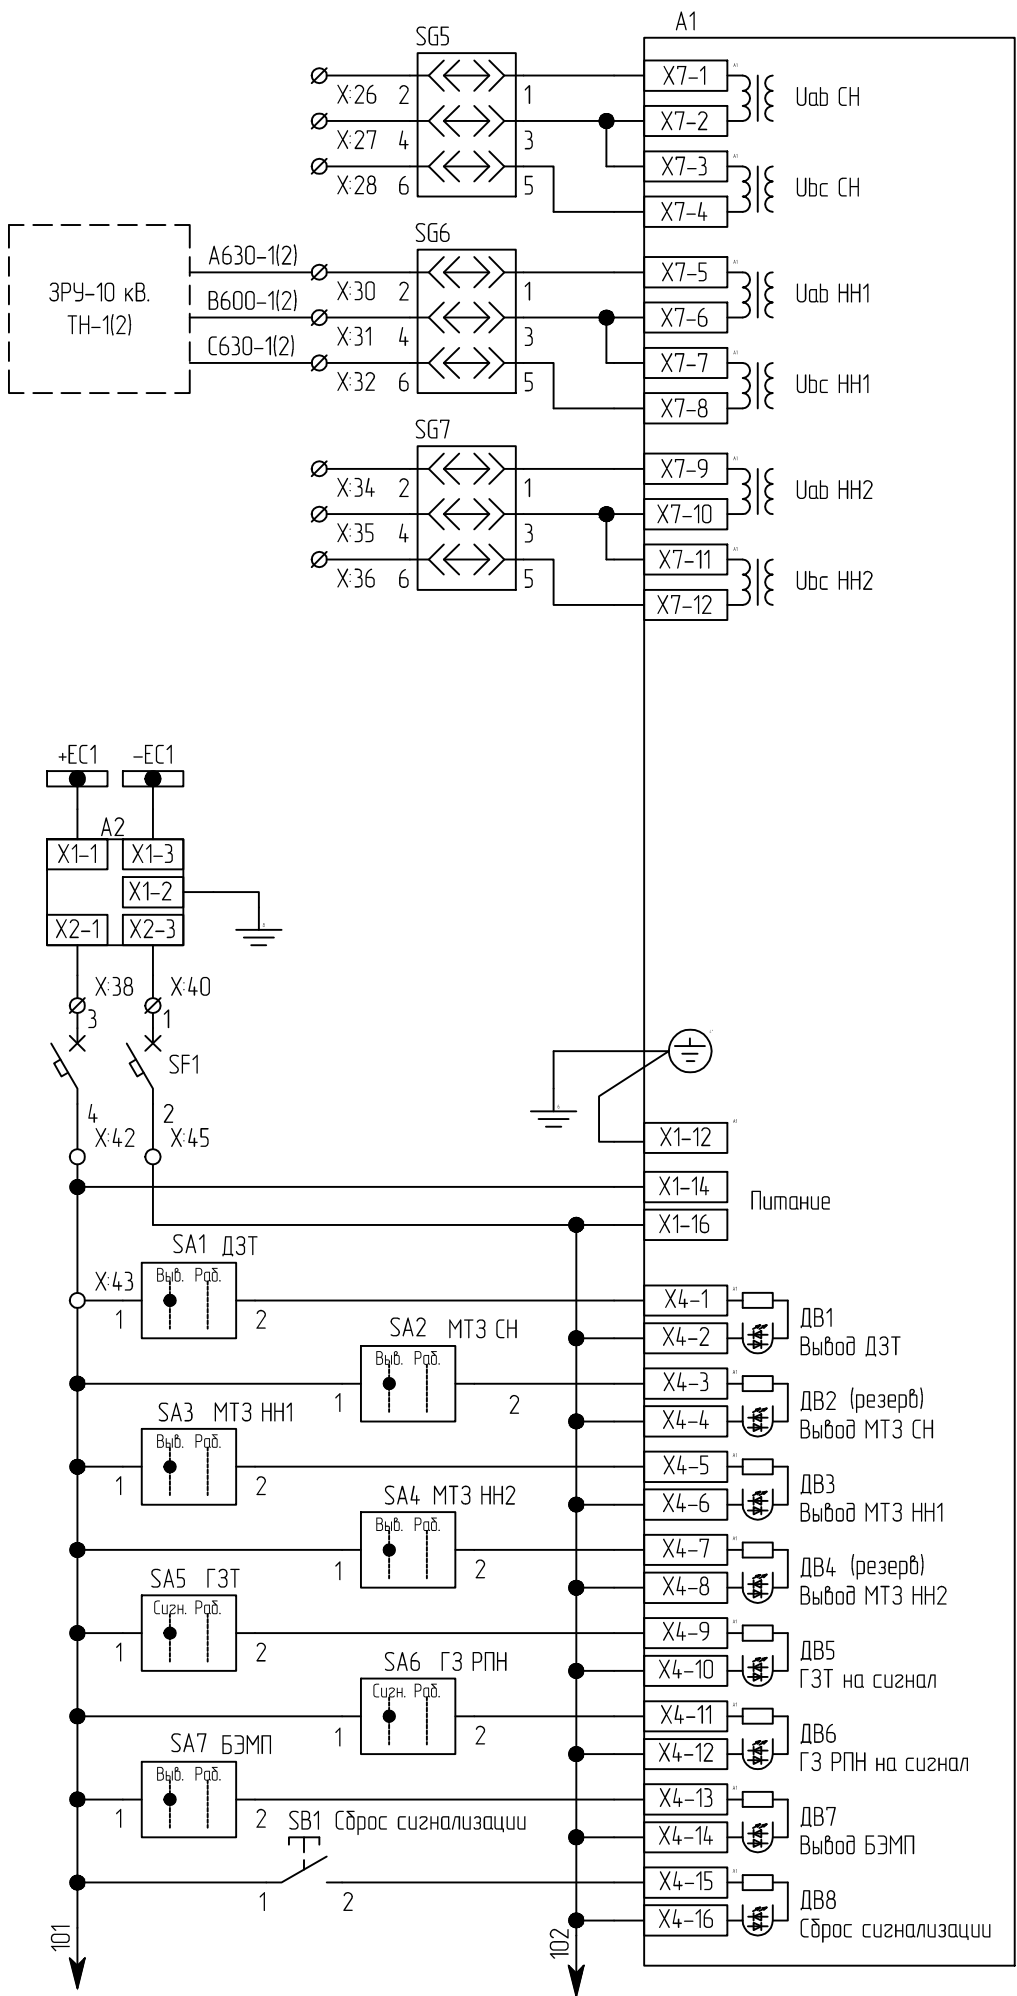 A1
SG5
X:26 2 1 X7-1
Uab СН
X:27 4 3 X7-2
X:28 6 5 X7-3
Ubc СН
X7-4
SG6
ЗРУ-10 кВ.
ТН-1(2)
A630-1(2) X:30 2 1 X7-5
Uab НН1
B600-1(2) X:31 4 3 X7-6
C630-1(2) X:32 6 5 X7-7
Ubc НН1
X7-8
SG7
X:34 2 1 X7-9
Uab НН2
X:35 4 3 X7-10
X:36 6 5 X7-11
Ubc НН2
X7-12
+EC1 -EC1
A2
X1-1 X1-3
X1-2
X2-1 X2-3
X:38 X:40
3 1
SF1
4 2
X:42 X:45
X1-12
X1-14
Питание
X1-16
SA1 ДЗТ
X:43 Выв. Раб.
1 2
X4-1
ДВ1
X4-2
Вывод ДЗТ
SA2 МТЗ СН
Выв. Раб.
1 2
X4-3
ДВ2 (резерв)
X4-4
Вывод МТЗ СН
SA3 МТЗ НН1
Выв. Раб.
1 2
X4-5
ДВ3
X4-6
Вывод МТЗ НН1
SA4 МТЗ НН2
Выв. Раб.
1 2
X4-7
ДВ4 (резерв)
X4-8
Вывод МТЗ НН2
SA5 ГЗТ
Сигн. Раб.
1 2
X4-9
ДВ5
X4-10
ГЗТ на сигнал
SA6 ГЗ РПН
Сигн. Раб.
1 2
X4-11
ДВ6
X4-12
ГЗ РПН на сигнал
SA7 БЭМП
Выв. Раб.
1 2
X4-13
ДВ7
X4-14
Вывод БЭМП
SB1 Сброс сигнализации
1 2
X4-15
ДВ8
X4-16
Сброс сигнализации
101
102